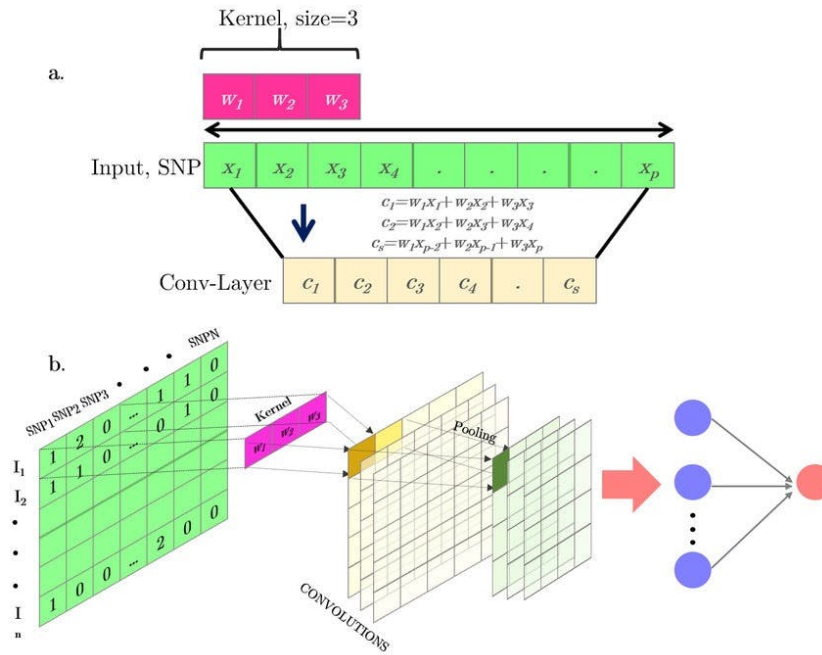 Kernel, size=3
a.
w₁ w₂ w₃
Input, SNP x₁ x₂ x₃ x₄ . . . . xₚ
c₁=w₁x₁+w₂x₂+w₃x₃
c₂=w₁x₂+w₂x₃+w₃x₄
cₛ=w₁xₚ₋₂+w₂xₚ₋₁+w₃xₚ
Conv-Layer c₁ c₂ c₃ c₄ . cₛ
b.
SNP1 SNP2 SNP3 • • • SNPN
I₁ 1 2 0 ... 1 1 0
I₂ 1 1 0 ... 0 1 0
•
•
•
Iₙ 1 0 0 ... 2 0 0
Kernel
w₁ w₂ w₃
Pooling
CONVOLUTIONS